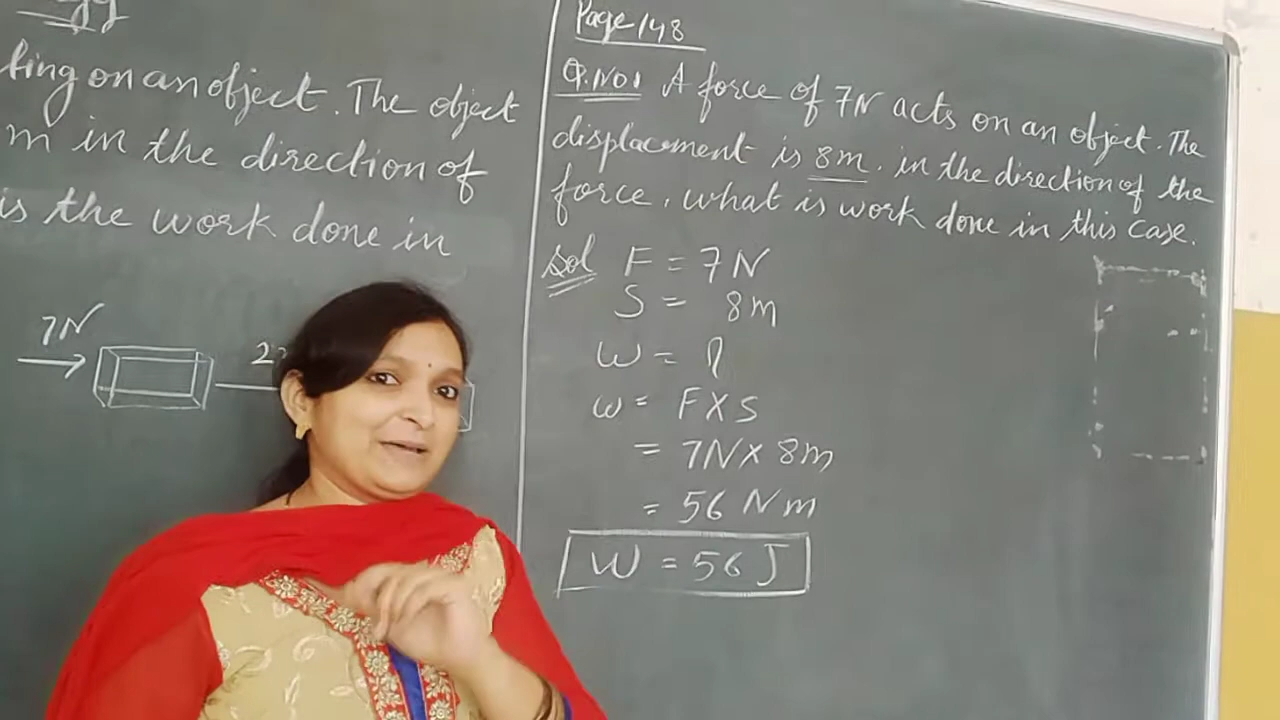 ting on an object. The object
m in the direction of
is the work done in
7N
Page 148
Q.NO1 A force of 7N acts on an object. The
displacement is 8m. in the direction of the
force. what is work done in this case.
Sol F = 7N
S = 8m
W = ?
W = F X S
= 7N X 8m
= 56 Nm
W = 56 J